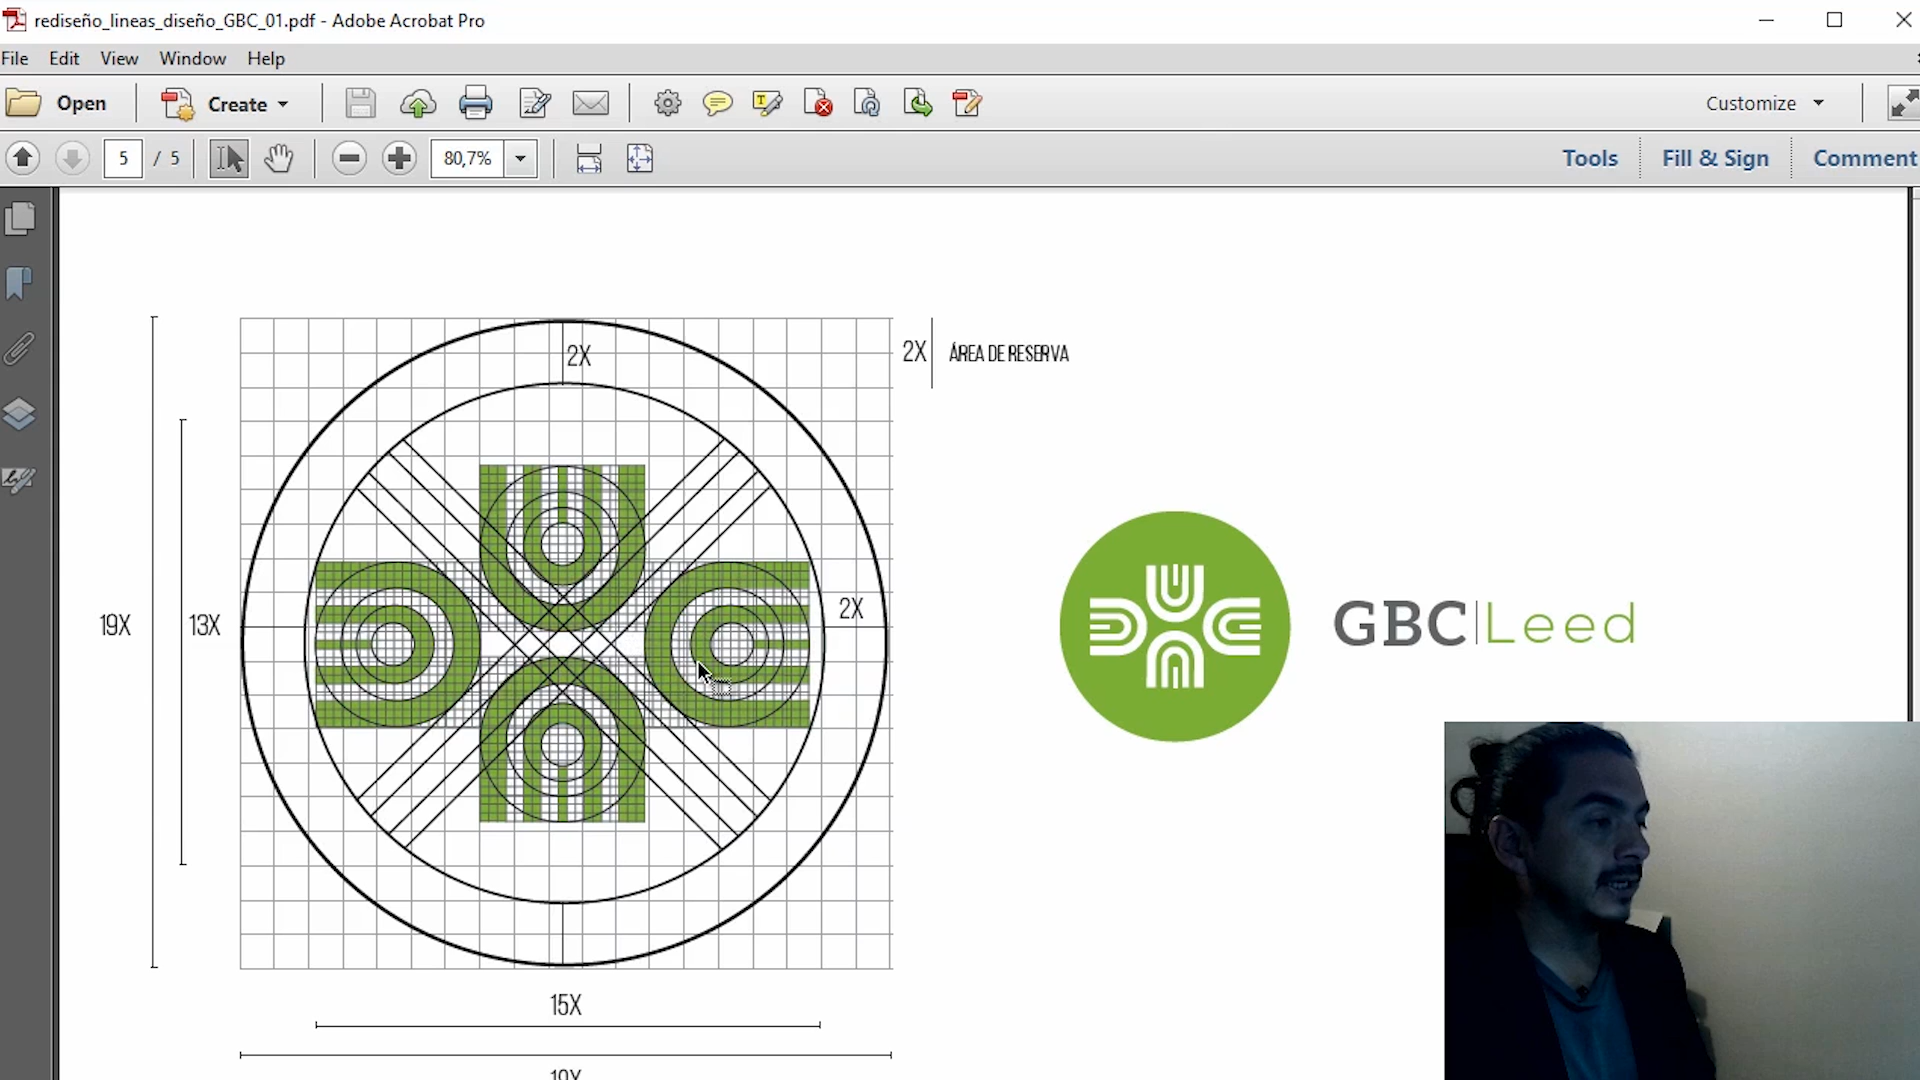 rediseño_lineas_diseño_GBC_01.pdf - Adobe Acrobat Pro
File Edit View Window Help
Open Create Customize
5 / 5 80,7% Tools Fill & Sign Comment
2X
2X ÁREA DE RESERVA
2X
19X 13X
GBC|Leed
15X